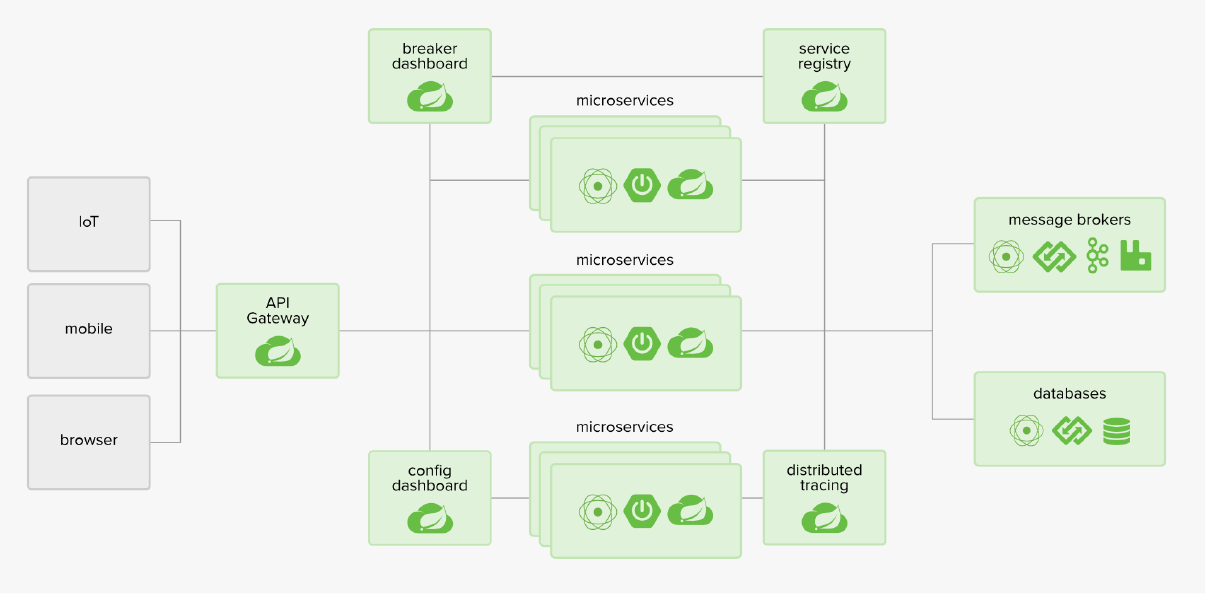 breaker
dashboard
service
registry
microservices
IoT
message brokers
microservices
API
Gateway
mobile
databases
microservices
browser
config
dashboard
distributed
tracing